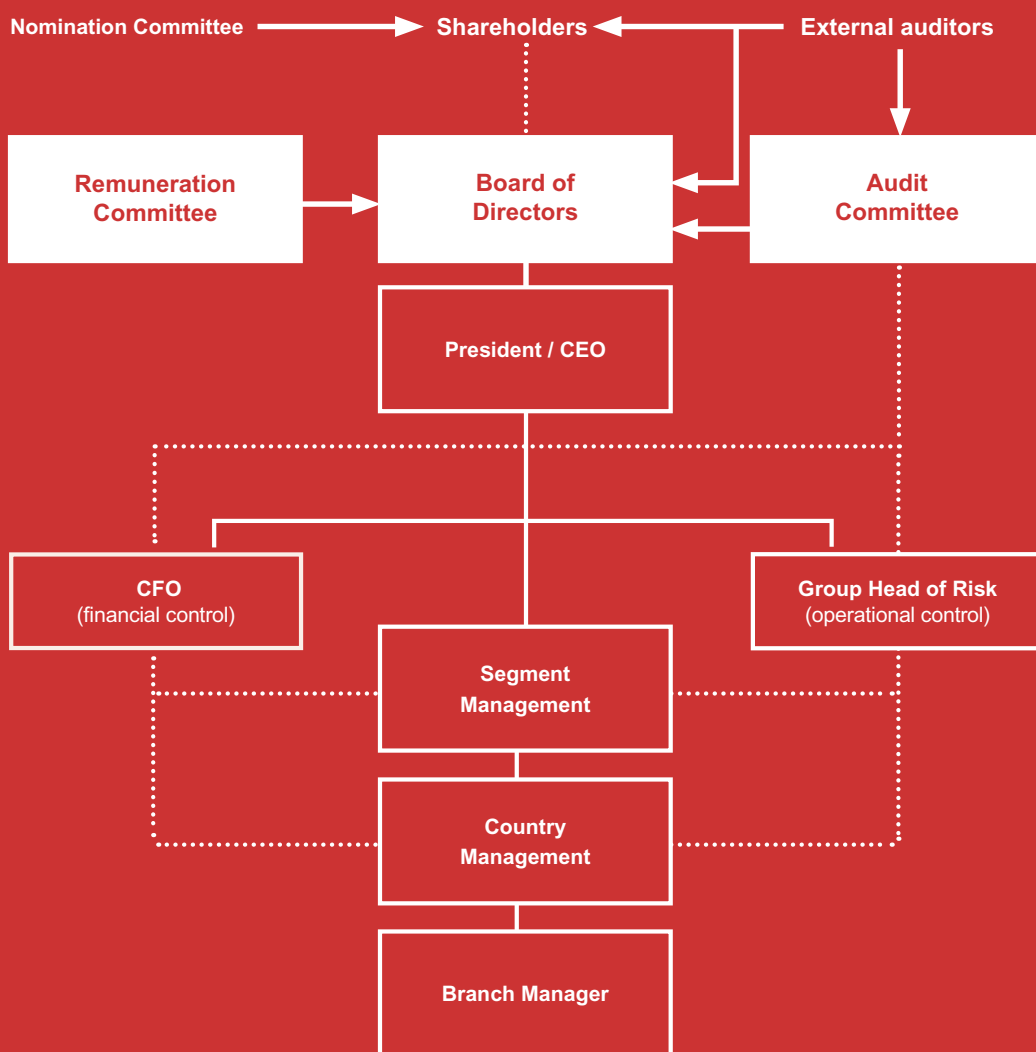 Nomination Committee
Shareholders
External auditors
Remuneration
Committee
Board of
Directors
Audit
Committee
President / CEO
CFO
(financial control)
Group Head of Risk
(operational control)
Segment
Management
Country
Management
Branch Manager